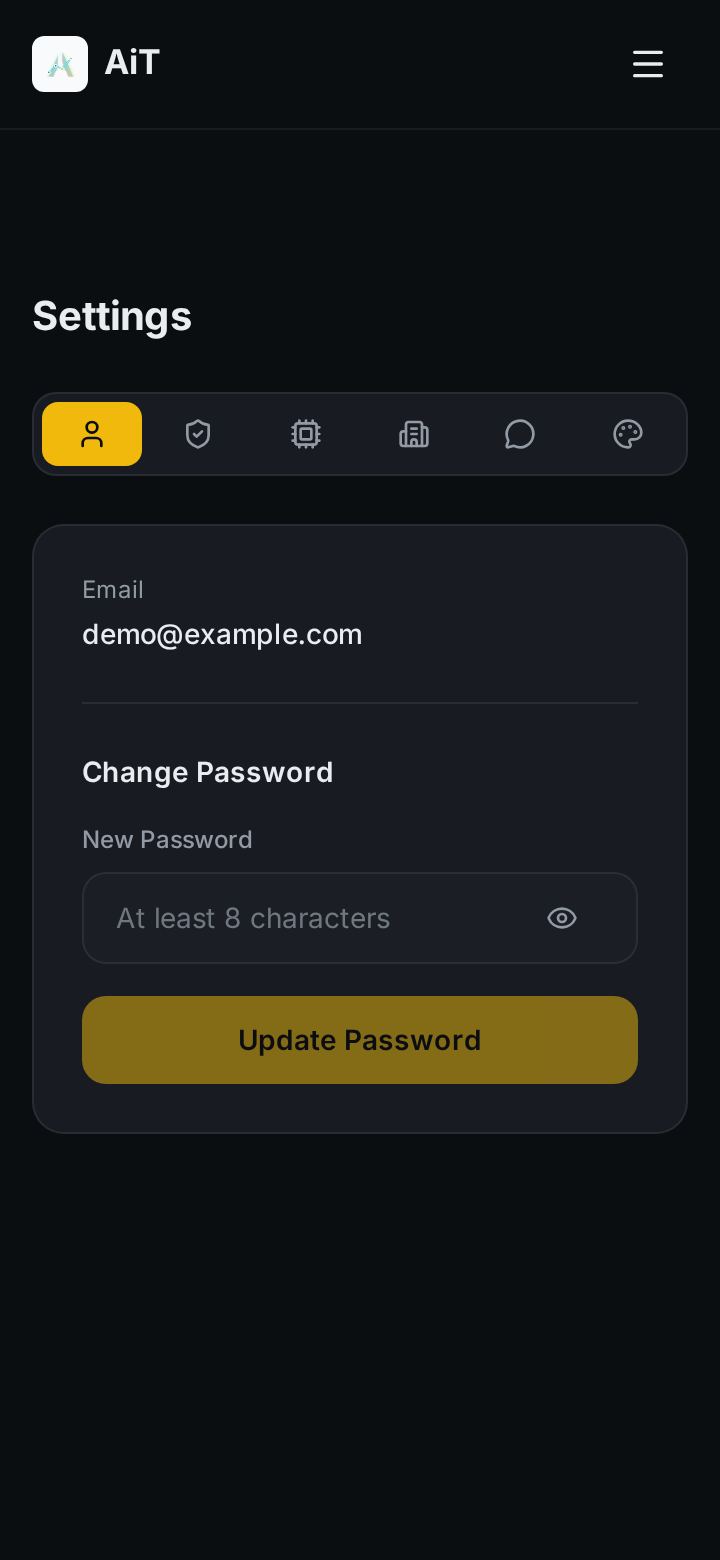 AiT
Settings
Email
demo@example.com
Change Password
New Password
At least 8 characters
Update Password